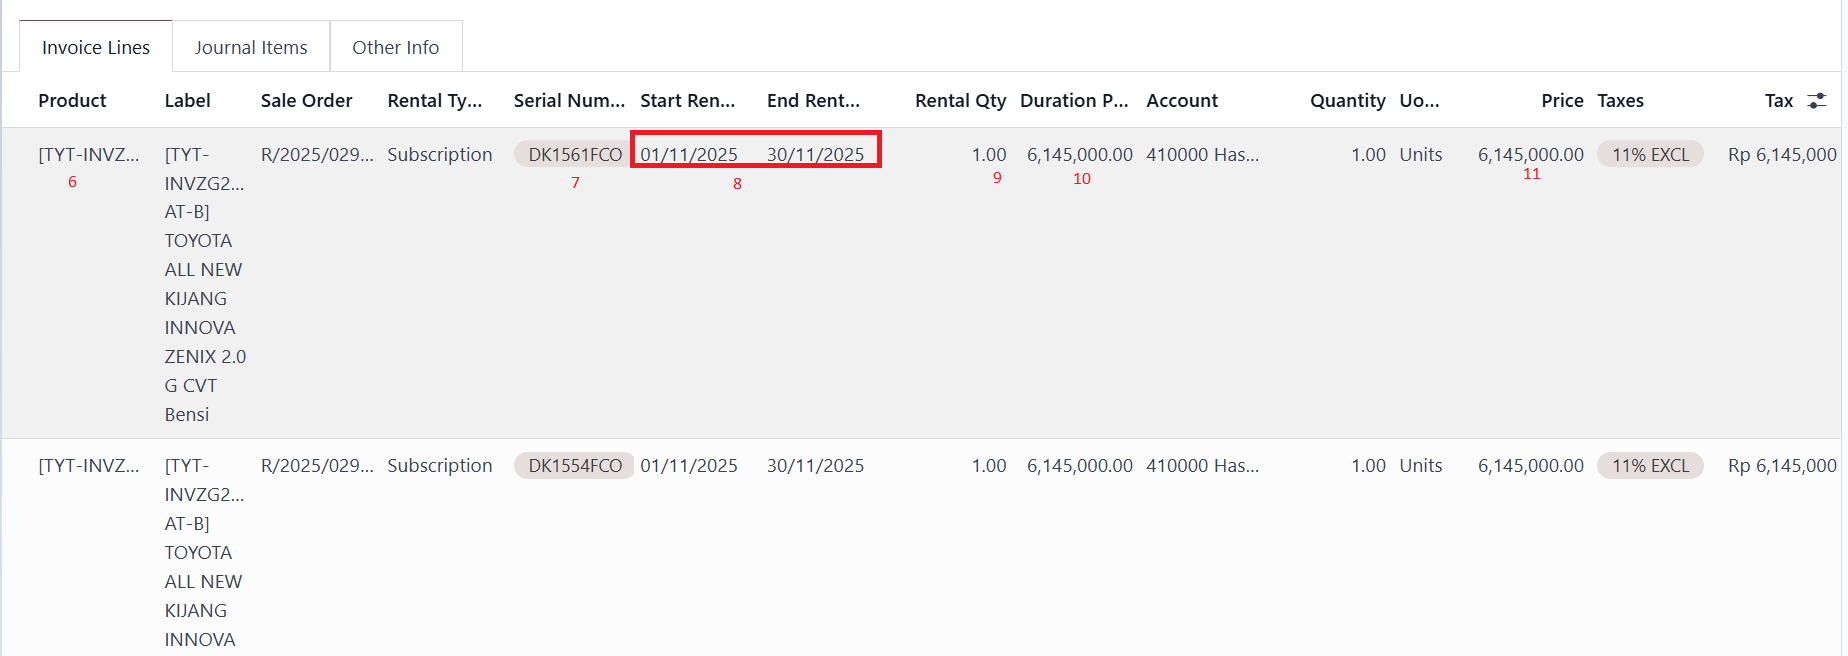 Invoice Lines Journal Items Other Info
Product Label Sale Order Rental Ty... Serial Num... Start Ren... End Rent... Rental Qty Duration P... Account Quantity Uo... Price Taxes Tax
[TYT-INVZ... [TYT- R/2025/029... Subscription DK1561FCO 01/11/2025 30/11/2025 1.00 6,145,000.00 410000 Has... 1.00 Units 6,145,000.00 11% EXCL Rp 6,145,000
6 INVZG2... 7 8 9 10 11
AT-B]
TOYOTA
ALL NEW
KIJANG
INNOVA
ZENIX 2.0
G CVT
Bensi
[TYT-INVZ... [TYT- R/2025/029... Subscription DK1554FCO 01/11/2025 30/11/2025 1.00 6,145,000.00 410000 Has... 1.00 Units 6,145,000.00 11% EXCL Rp 6,145,000
INVZG2...
AT-B]
TOYOTA
ALL NEW
KIJANG
INNOVA